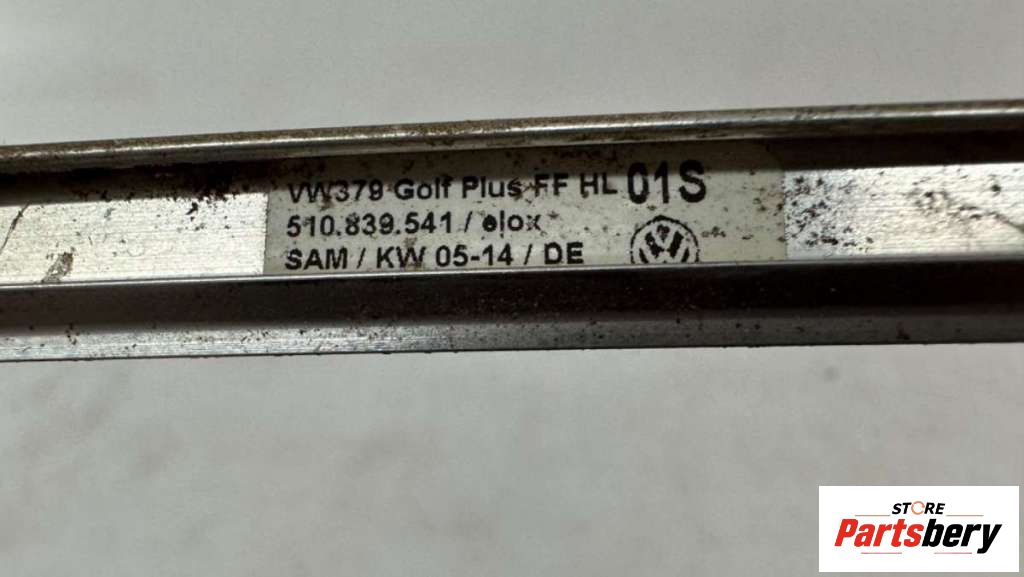 VW379 Golf Plus FF HL 01S
510.839.541 / elox
SAM / KW 05-14 / DE
STORE
Partsbery